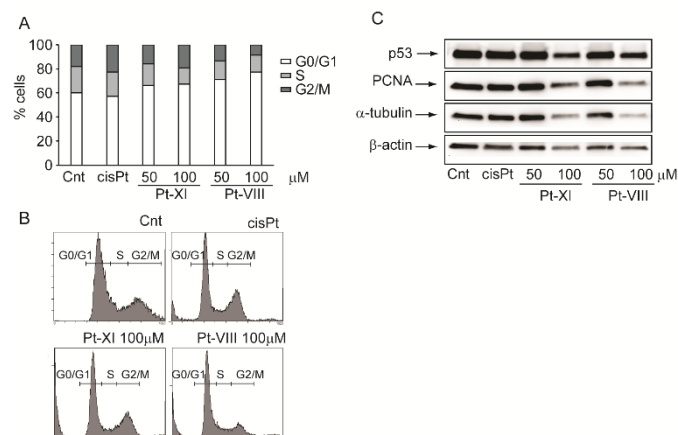 A
100
80
60
40
20
0
% cells
G0/G1
S
G2/M
Cnt cisPt 50 100 50 100 μM
Pt-XI Pt-VIII
B
Cnt
G0/G1 S G2/M
cisPt
G0/G1 S G2/M
Pt-XI 100μM
G0/G1 S G2/M
Pt-VIII 100μM
G0/G1 S G2/M
C
p53
PCNA
α-tubulin
β-actin
Cnt cisPt 50 100 50 100 μM
Pt-XI Pt-VIII